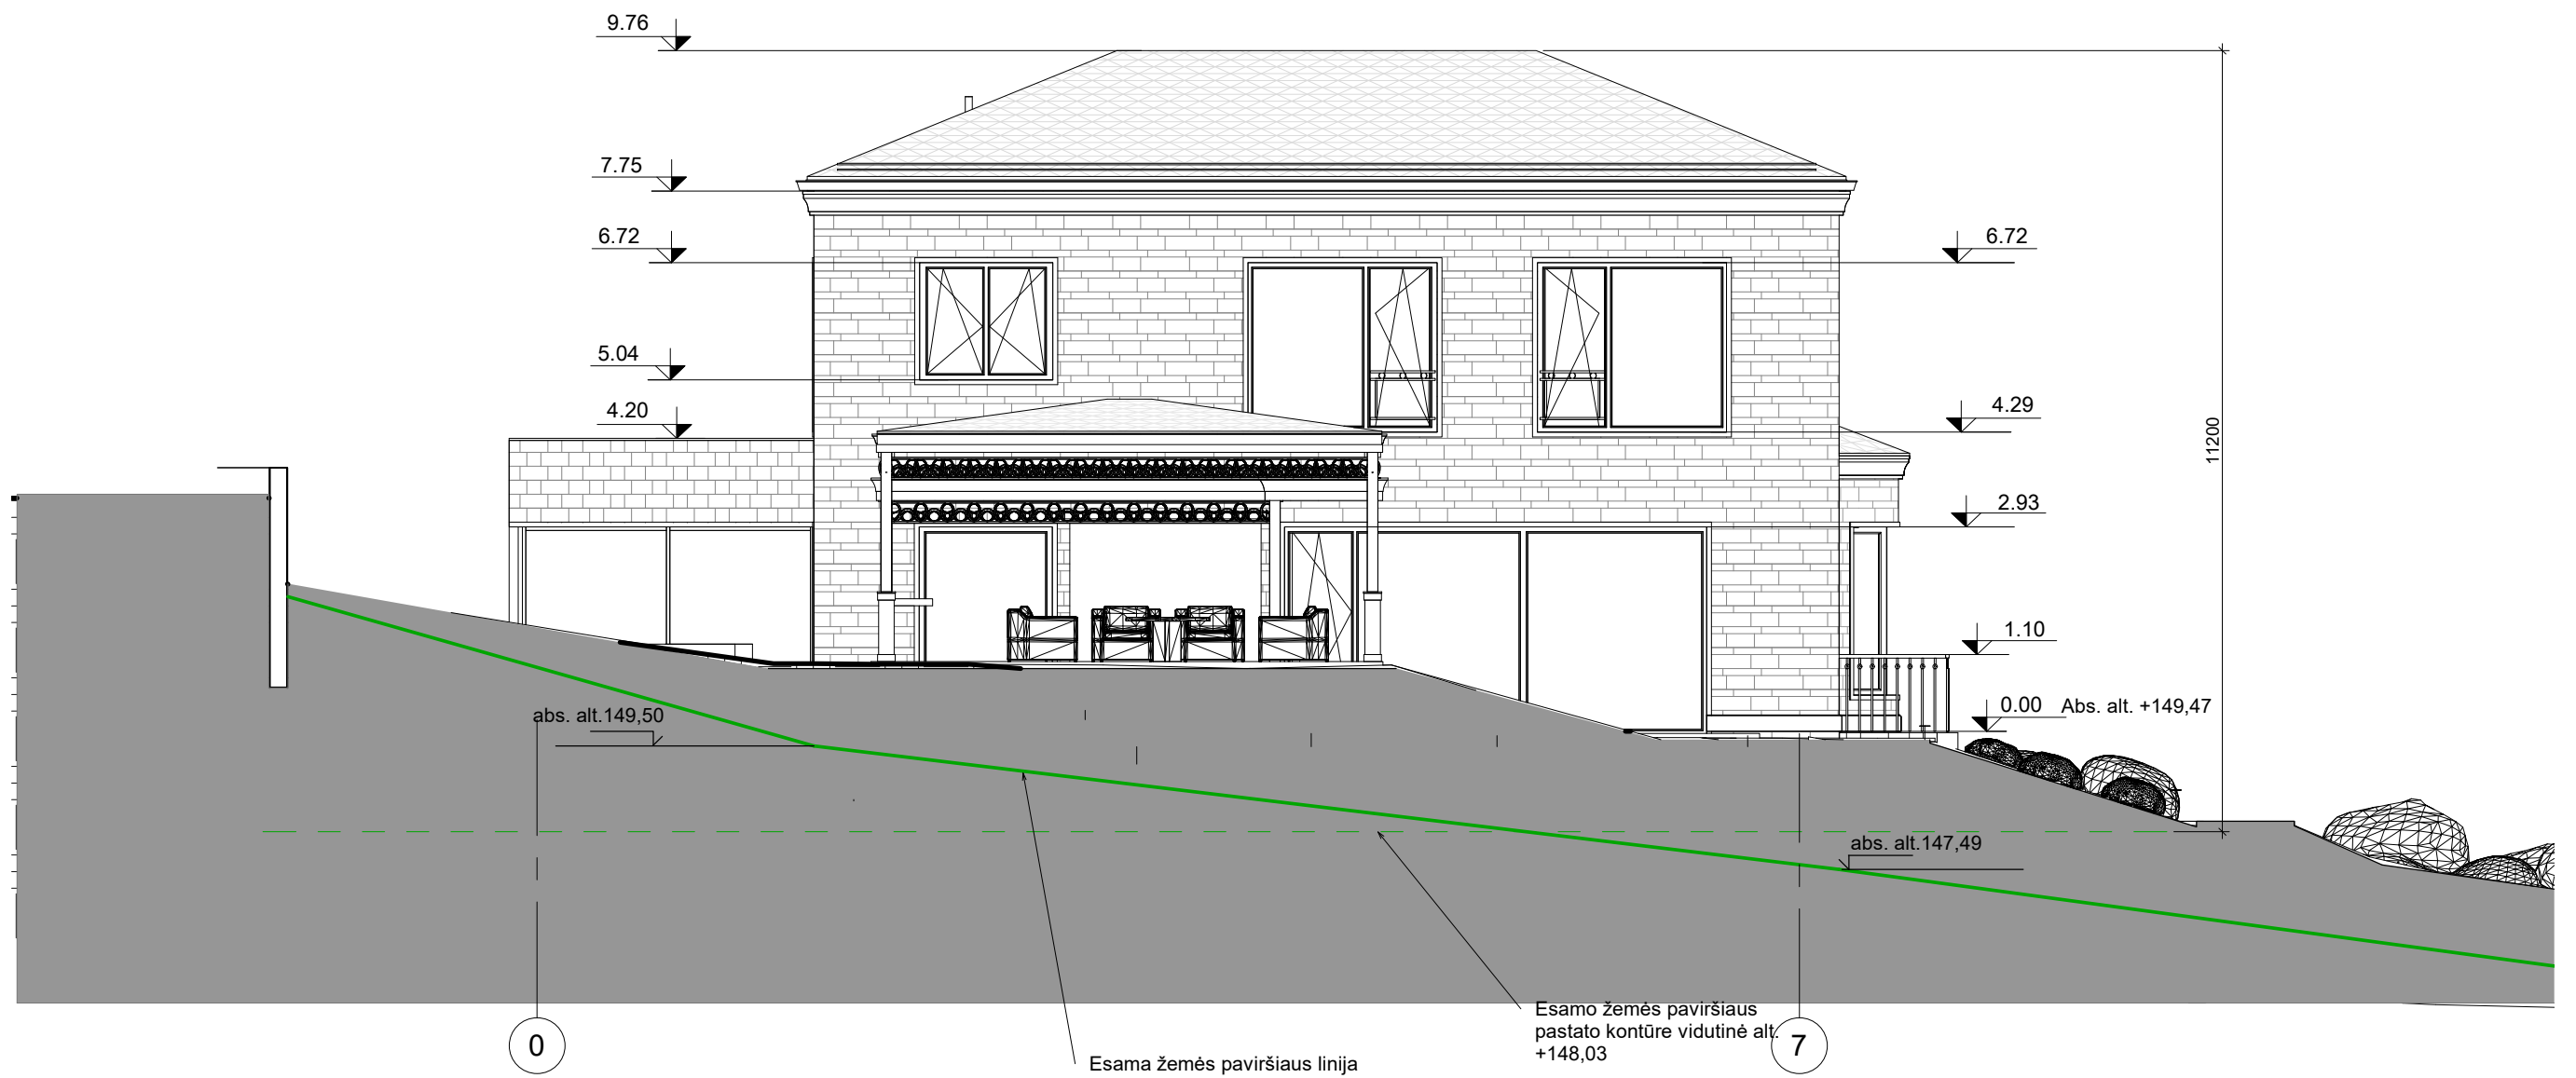 9.76
7.75
6.72
6.72
5.04
4.20
4.29
11200
2.93
1.10
0.00 Abs. alt. +149,47
abs. alt.149,50
abs. alt.147,49
Esamo žemės paviršiaus
pastato kontūre vidutinė alt.
+148,03
0
7
Esama žemės paviršiaus linija